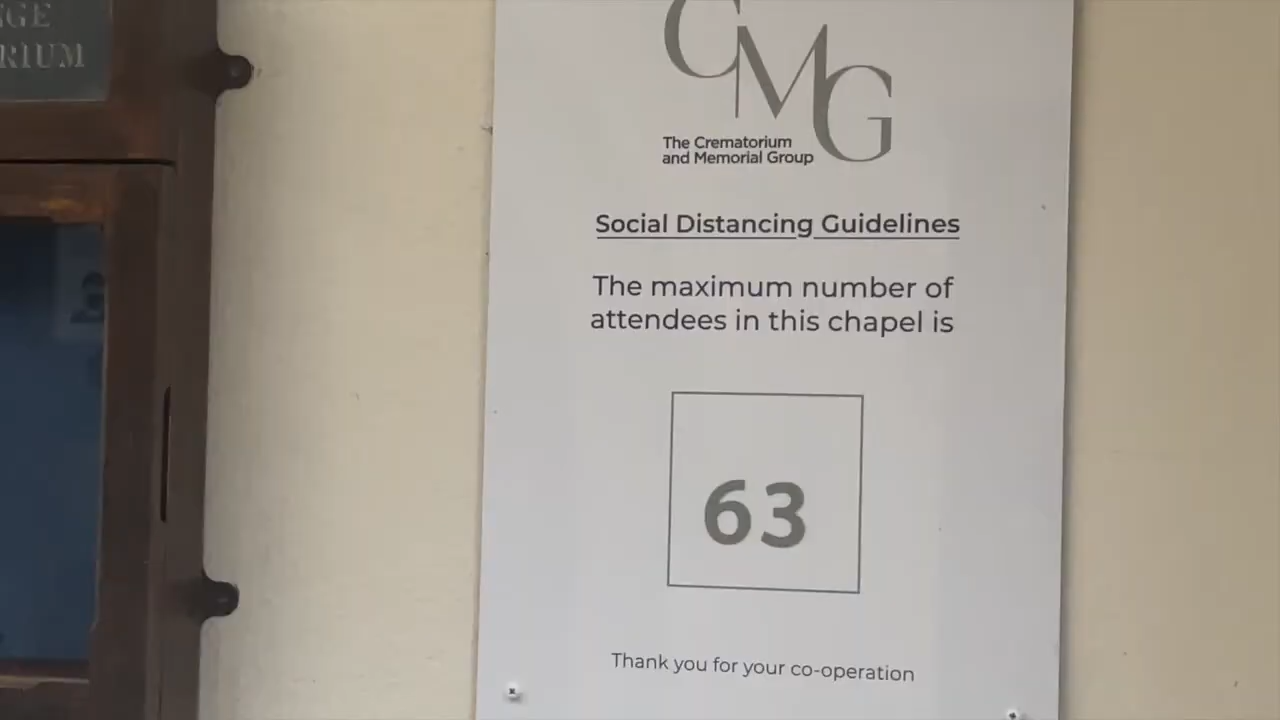 CMG
The Crematorium
and Memorial Group
Social Distancing Guidelines
The maximum number of
attendees in this chapel is
63
Thank you for your co-operation